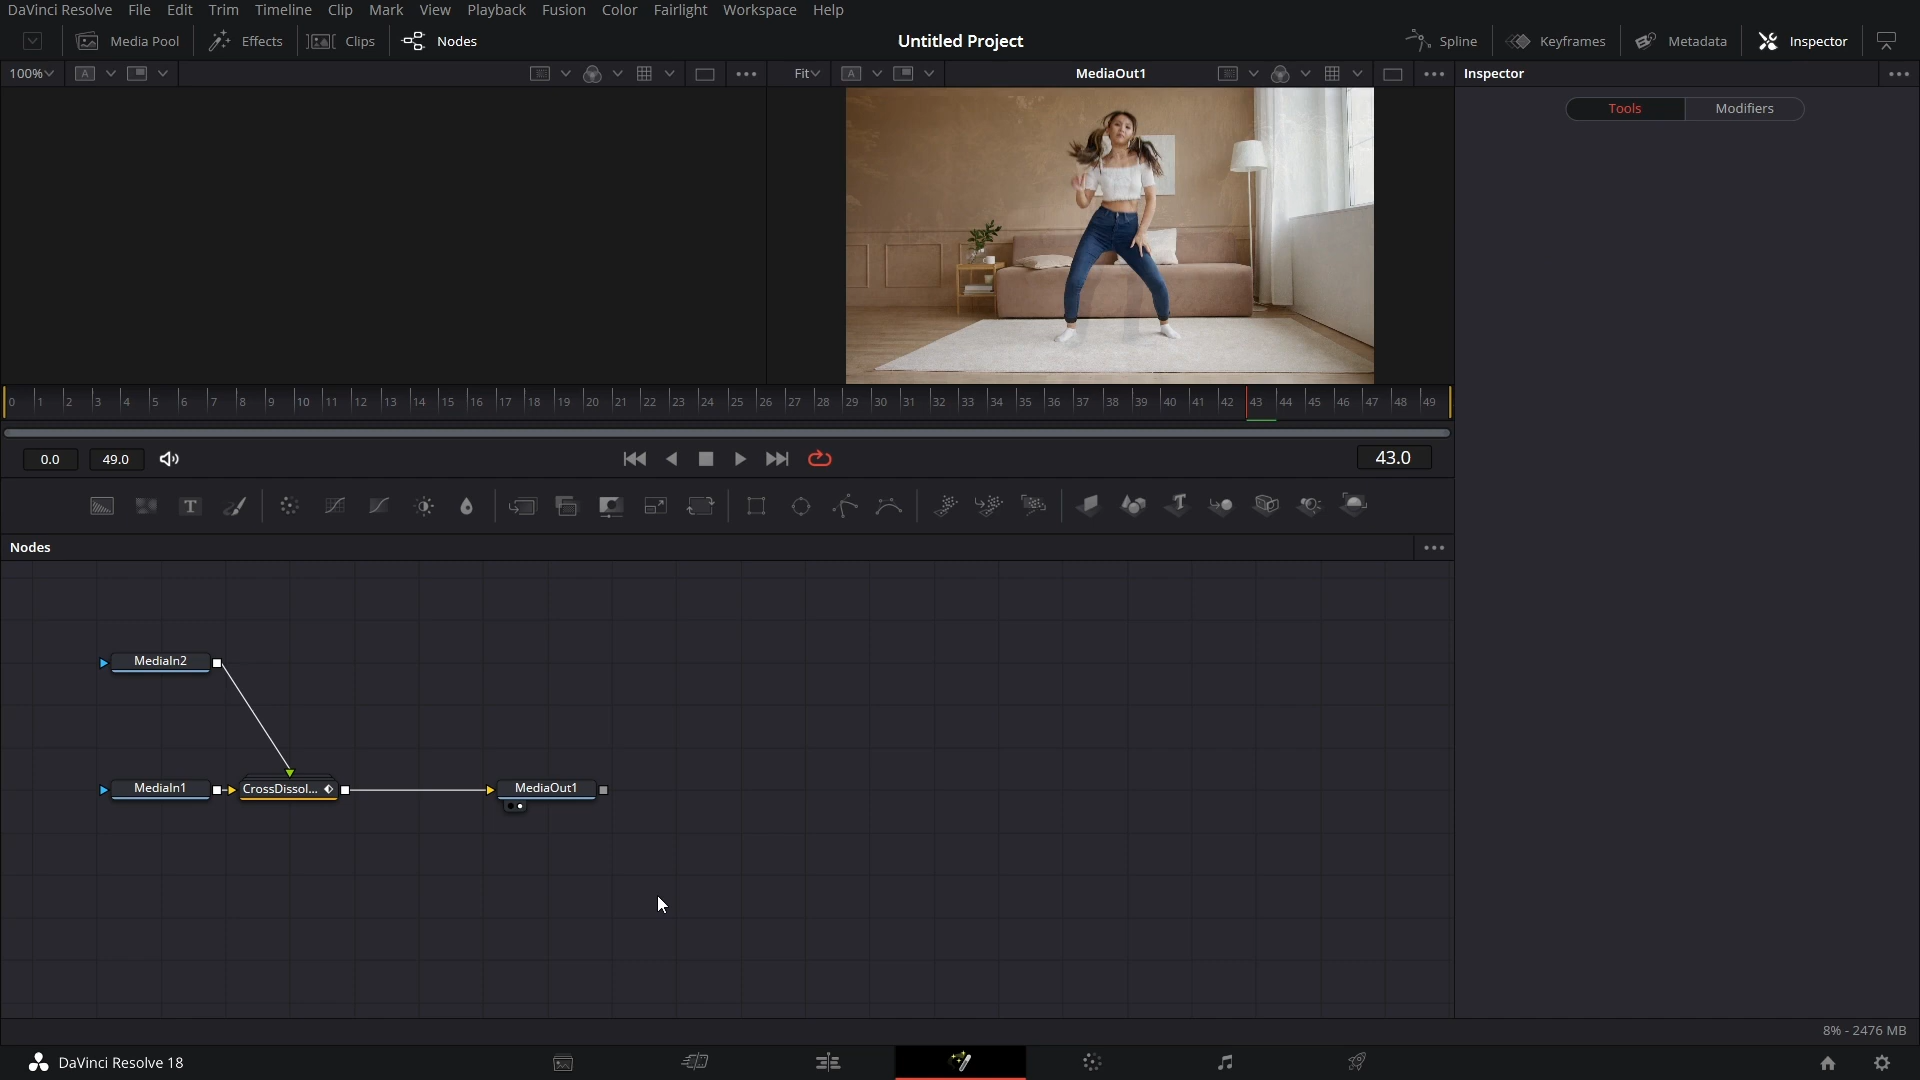 DaVinci Resolve File Edit Trim Timeline Clip Mark View Playback Fusion Color Fairlight Workspace Help
Media Pool Effects Clips Nodes Untitled Project Spline Keyframes Metadata Inspector
100% A Fit A MediaOut1 Inspector
Tools Modifiers
0 1 2 3 4 5 6 7 8 9 10 11 12 13 14 15 16 17 18 19 20 21 22 23 24 25 26 27 28 29 30 31 32 33 34 35 36 37 38 39 40 41 42 43 44 45 46 47 48 49
0.0 49.0 43.0
T T
Nodes
MediaIn2
MediaIn1 CrossDissol... MediaOut1
8% - 2476 MB
DaVinci Resolve 18